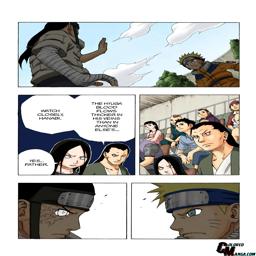 THE HYUGA
BLOOD
FLOWS
THICKER IN
HIS VEINS
THAN IN
ANYONE
ELSE'S...
WATCH
CLOSELY,
HANABI.
YES,
FATHER.
COLORED
MANGA.COM